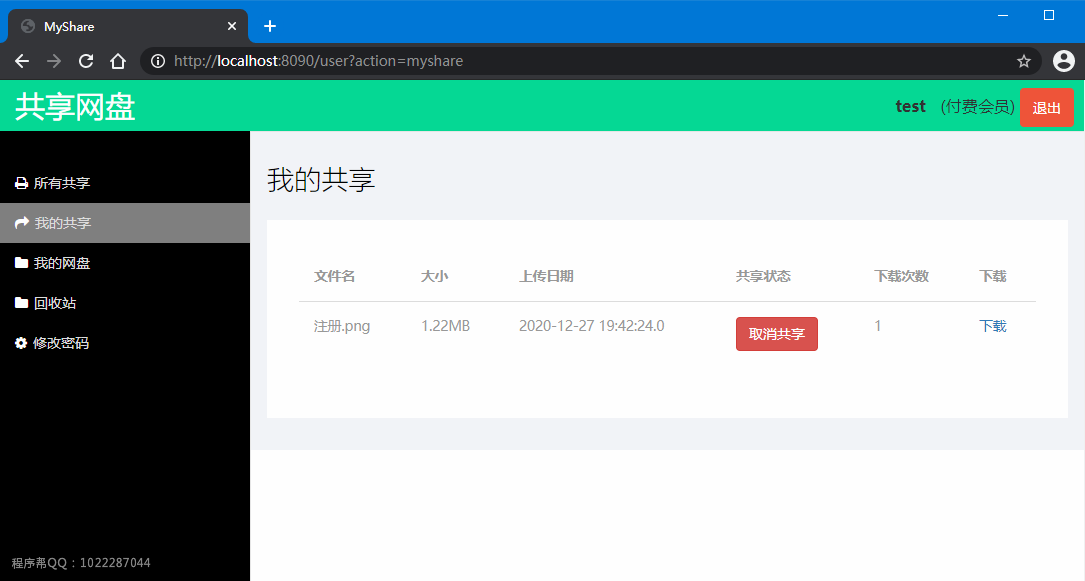 MyShare
http://localhost:8090/user?action=myshare
共享网盘
test (付费会员) 退出
所有共享
我的共享
我的网盘
回收站
修改密码
程序帮QQ：1022287044
我的共享
文件名 大小 上传日期 共享状态 下载次数 下载
注册.png 1.22MB 2020-12-27 19:42:24.0 取消共享 1 下载